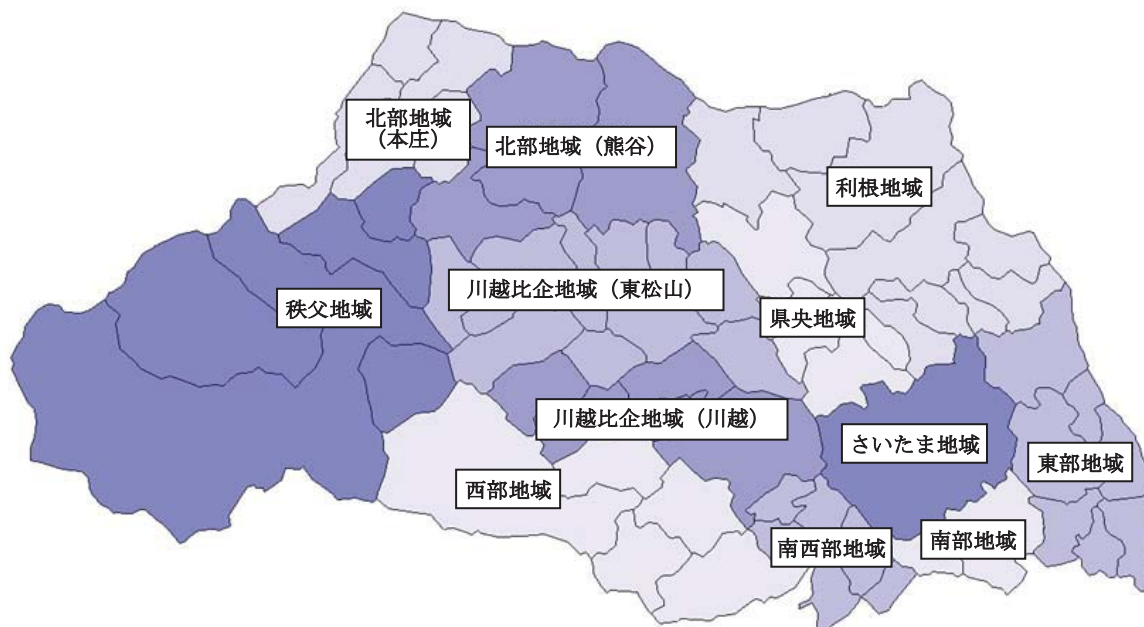 北部地域
（本庄）
北部地域（熊谷）
利根地域
川越比企地域（東松山）
秩父地域
県央地域
川越比企地域（川越）
さいたま地域
東部地域
西部地域
南西部地域
南部地域